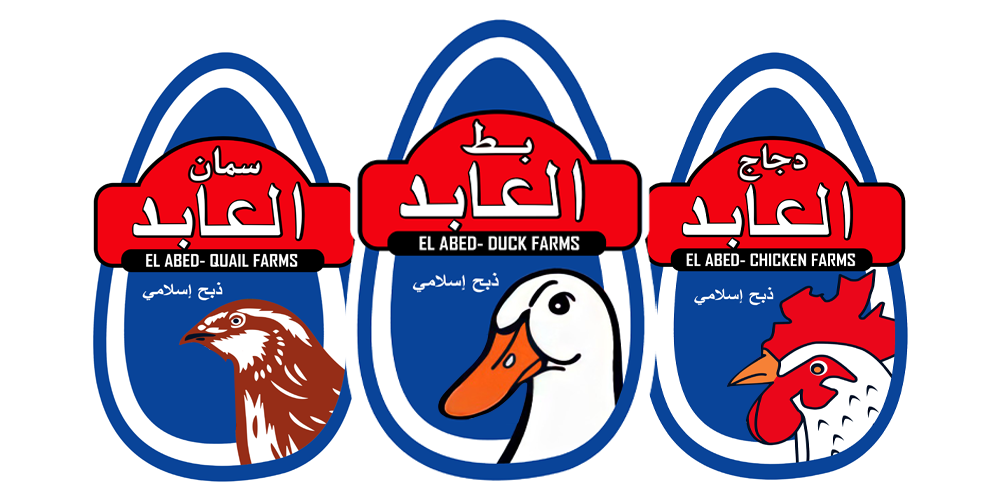 سمان
العابد
EL ABED- QUAIL FARMS
ذبح إسلامي
بط
العابد
EL ABED- DUCK FARMS
ذبح إسلامي
دجاج
العابد
EL ABED- CHICKEN FARMS
ذبح إسلامي